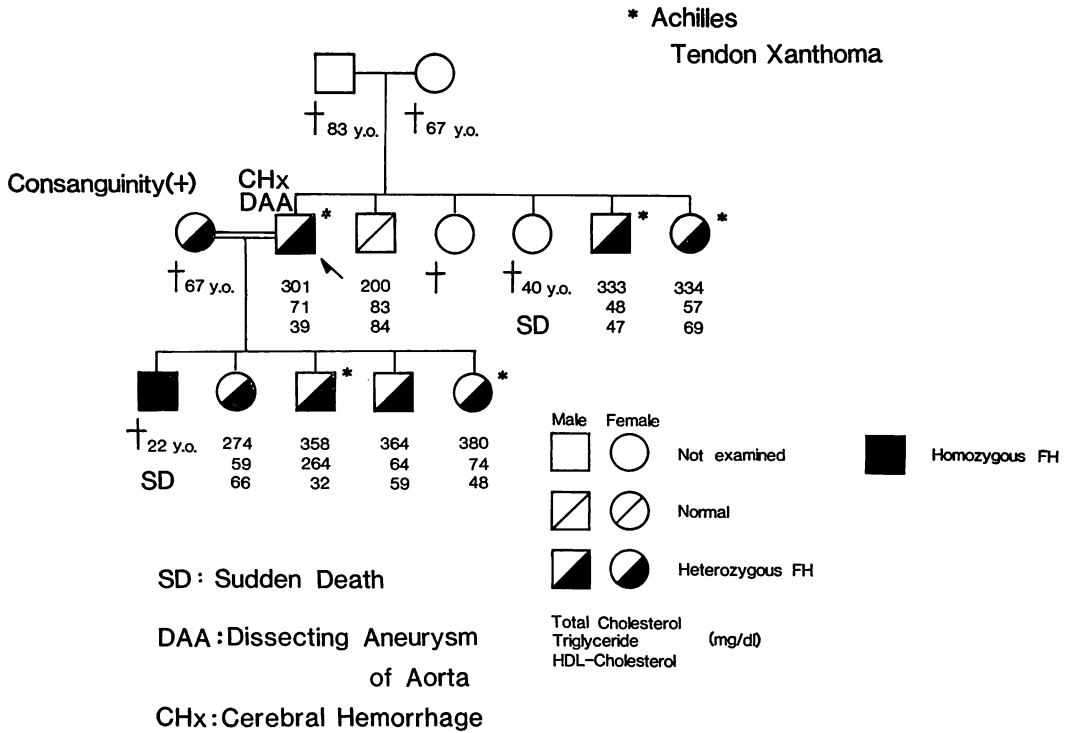 * Achilles
Tendon Xanthoma
†83 y.o. †67 y.o.
Consanguinity(+)
CHx
DAA
* * *
†67 y.o. 301 200 † †40 y.o. 333 334
71 83 SD 48 57
39 84 47 69
* *
†22 y.o. 274 358 364 380
59 264 64 74
SD 66 32 59 48
Male Female
Not examined
Homozygous FH
Normal
Heterozygous FH
Total Cholesterol
Triglyceride (mg/dl)
HDL-Cholesterol
SD: Sudden Death
DAA:Dissecting Aneurysm
of Aorta
CHx:Cerebral Hemorrhage